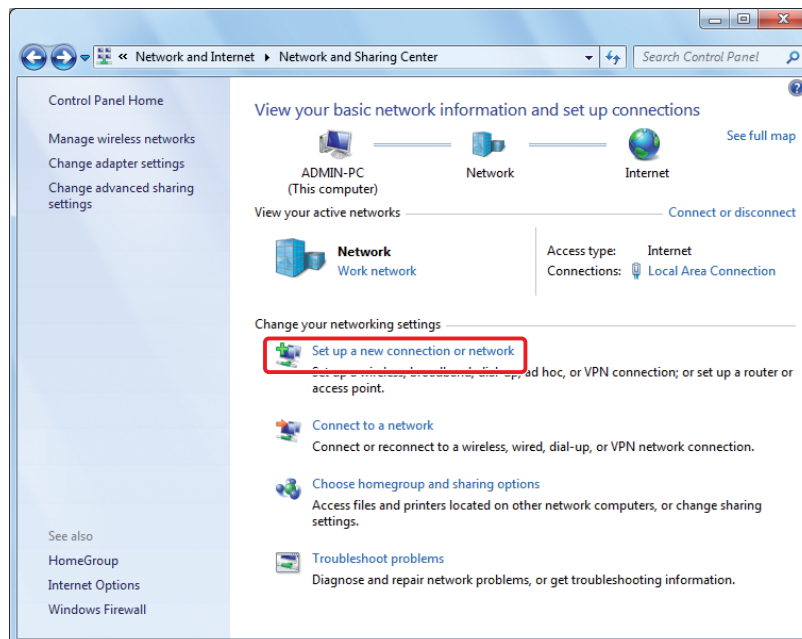 « Network and Internet ▸ Network and Sharing Center
Search Control Panel
Control Panel Home
Manage wireless networks
Change adapter settings
Change advanced sharing
settings
See also
HomeGroup
Internet Options
Windows Firewall
View your basic network information and set up connections
See full map
ADMIN-PC
(This computer)
Network
Internet
View your active networks
Connect or disconnect
Network
Work network
Access type: Internet
Connections: Local Area Connection
Change your networking settings
Set up a new connection or network
Set up a wireless, broadband, dial-up, ad hoc, or VPN connection; or set up a router or
access point.
Connect to a network
Connect or reconnect to a wireless, wired, dial-up, or VPN network connection.
Choose homegroup and sharing options
Access files and printers located on other network computers, or change sharing
settings.
Troubleshoot problems
Diagnose and repair network problems, or get troubleshooting information.